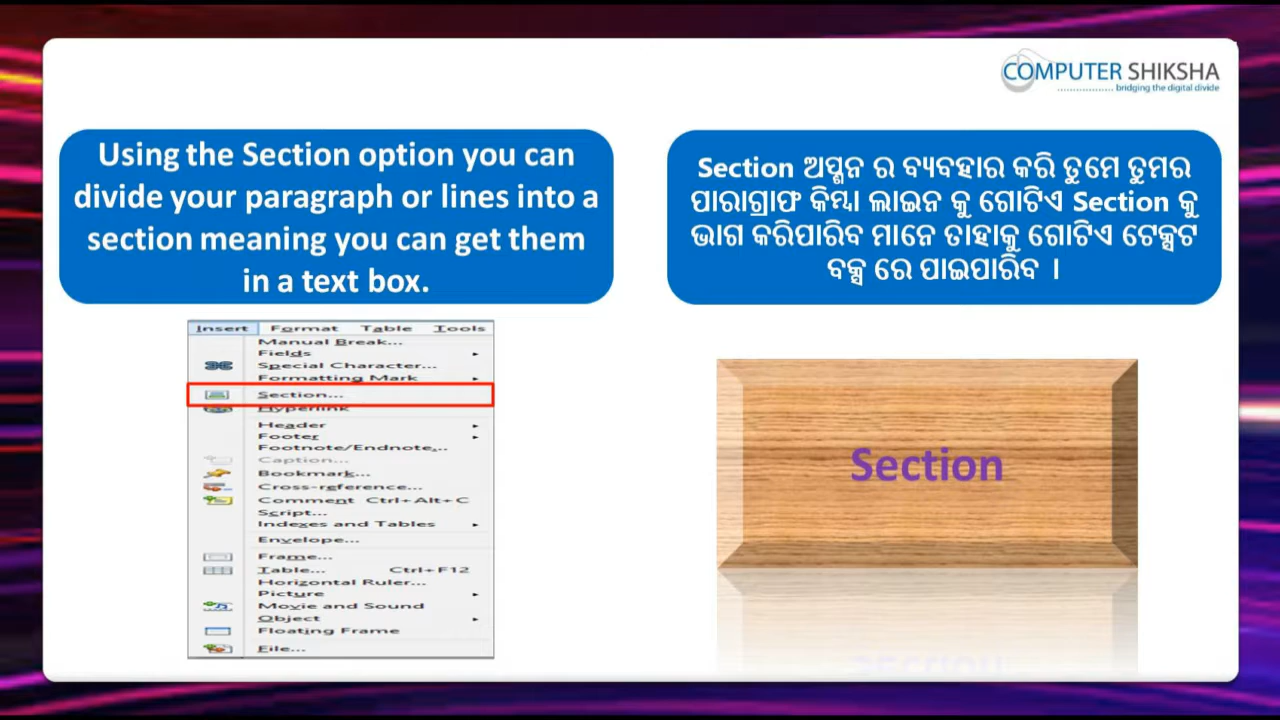 COMPUTER SHIKSHA
bridging the digital divide
Using the Section option you can
divide your paragraph or lines into a
section meaning you can get them
in a text box.
Section ଅପ୍ସନ ର ବ୍ୟବହାର କରି ତୁମେ ତୁମର
ପାରାଗ୍ରାଫ କିମ୍ବା ଲାଇନ କୁ ଗୋଟିଏ Section କୁ
ଭାଗ କରିପାରିବ ମାନେ ତାହାକୁ ଗୋଟିଏ ଟେକ୍ସଟ
ବକ୍ସ ରେ ପାଇପାରିବ ।
Insert Format Table Tools
Manual Break...
Fields
Special Character...
Formatting Mark
Section...
Hyperlink
Header
Footer
Footnote/Endnote...
Caption...
Bookmark...
Cross-reference...
Comment Ctrl+Alt+C
Script...
Indexes and Tables
Envelope...
Frame...
Table... Ctrl+F12
Horizontal Ruler...
Picture
Movie and Sound
Object
Floating Frame
File...
Section